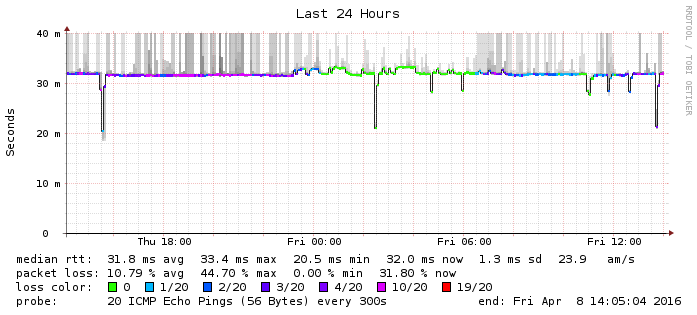 Last 24 Hours
RRDTOOL / TOBI OETIKER
Seconds
40 m
30 m
20 m
10 m
0
Thu 18:00 Fri 00:00 Fri 06:00 Fri 12:00
median rtt: 31.8 ms avg 33.4 ms max 20.5 ms min 32.0 ms now 1.3 ms sd 23.9 am/s
packet loss: 10.79 % avg 44.70 % max 0.00 % min 31.80 % now
loss color: 0 1/20 2/20 3/20 4/20 10/20 19/20
probe: 20 ICMP Echo Pings (56 Bytes) every 300s end: Fri Apr 8 14:05:04 2016